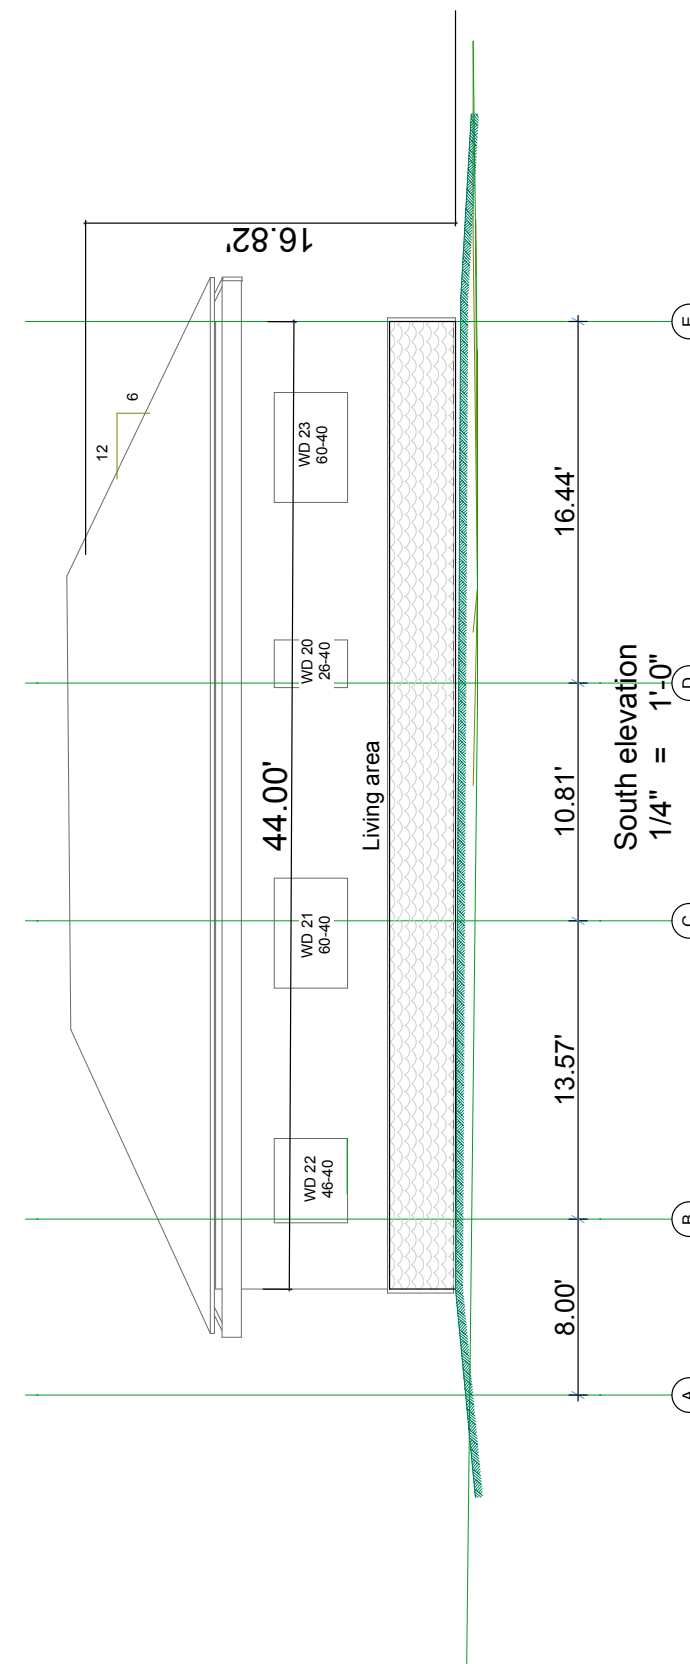 16.82'
12
6
WD 22
46-40
WD 21
60-40
WD 20
26-40
WD 23
60-40
44.00'
Living area
8.00'
13.57'
10.81'
16.44'
South elevation
1/4" = 1'-0"
A
B
C
D